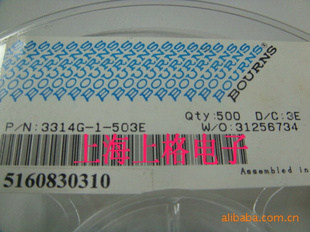 BOURNS
Qty:500 D/C:3E
P/N:3314G-1-503E
W/O:31256734
上海上格电子
5160830310
Assembled in
alibaba.com.cn